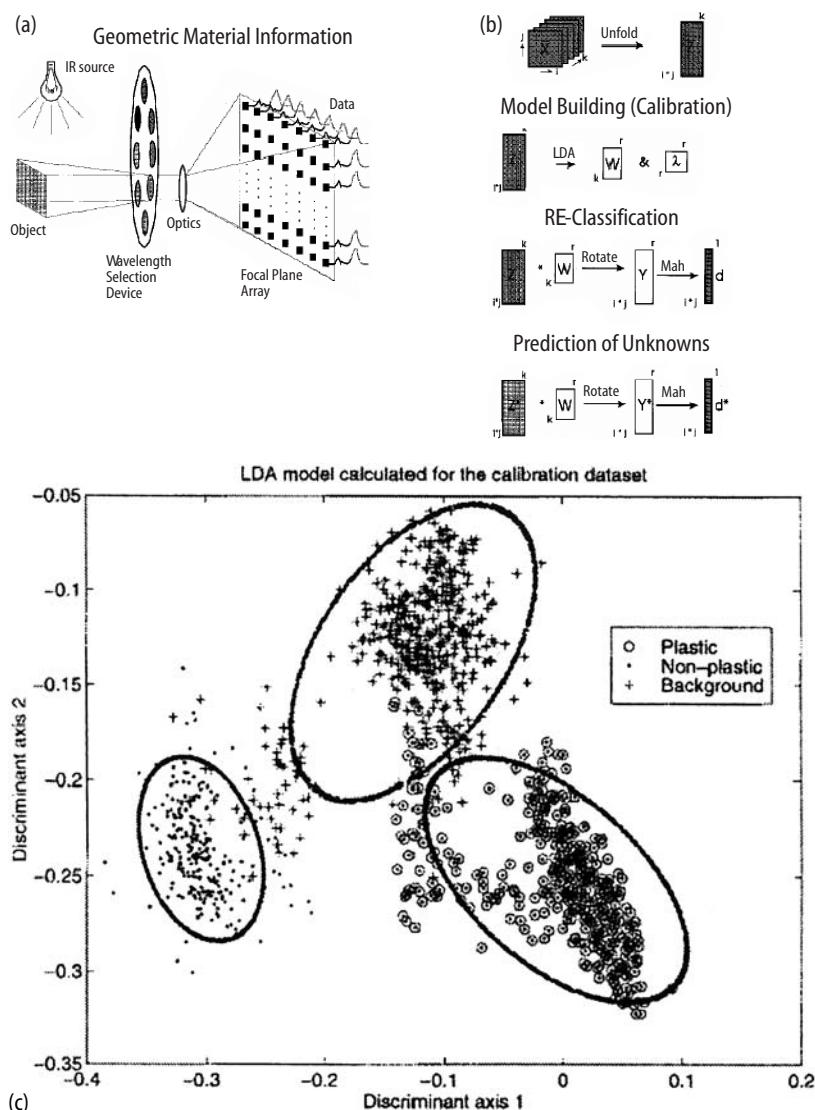 (a)
Geometric Material Information
IR source
Data
Object
Optics
Wavelength
Selection
Device
Focal Plane
Array
(b)
j
X
k
i
Unfold
k
i*j
Model Building (Calibration)
i*j
LDA
W
r
k
&
λ
r
r
RE-Classification
k
Z
i*j
*
W
r
k
Rotate
Y
r
i*j
Mah
1
d
i*j
Prediction of Unknowns
k
Z*
i*j
*
W
r
k
Rotate
Y*
r
i*j
Mah
1
d*
i*j
LDA model calculated for the calibration dataset
−0.05
−0.1
−0.15
−0.2
−0.25
−0.3
−0.35
Discriminant axis 2
Plastic
Non−plastic
Background
−0.4
−0.3
−0.2
−0.1
0
0.1
0.2
Discriminant axis 1
(c)